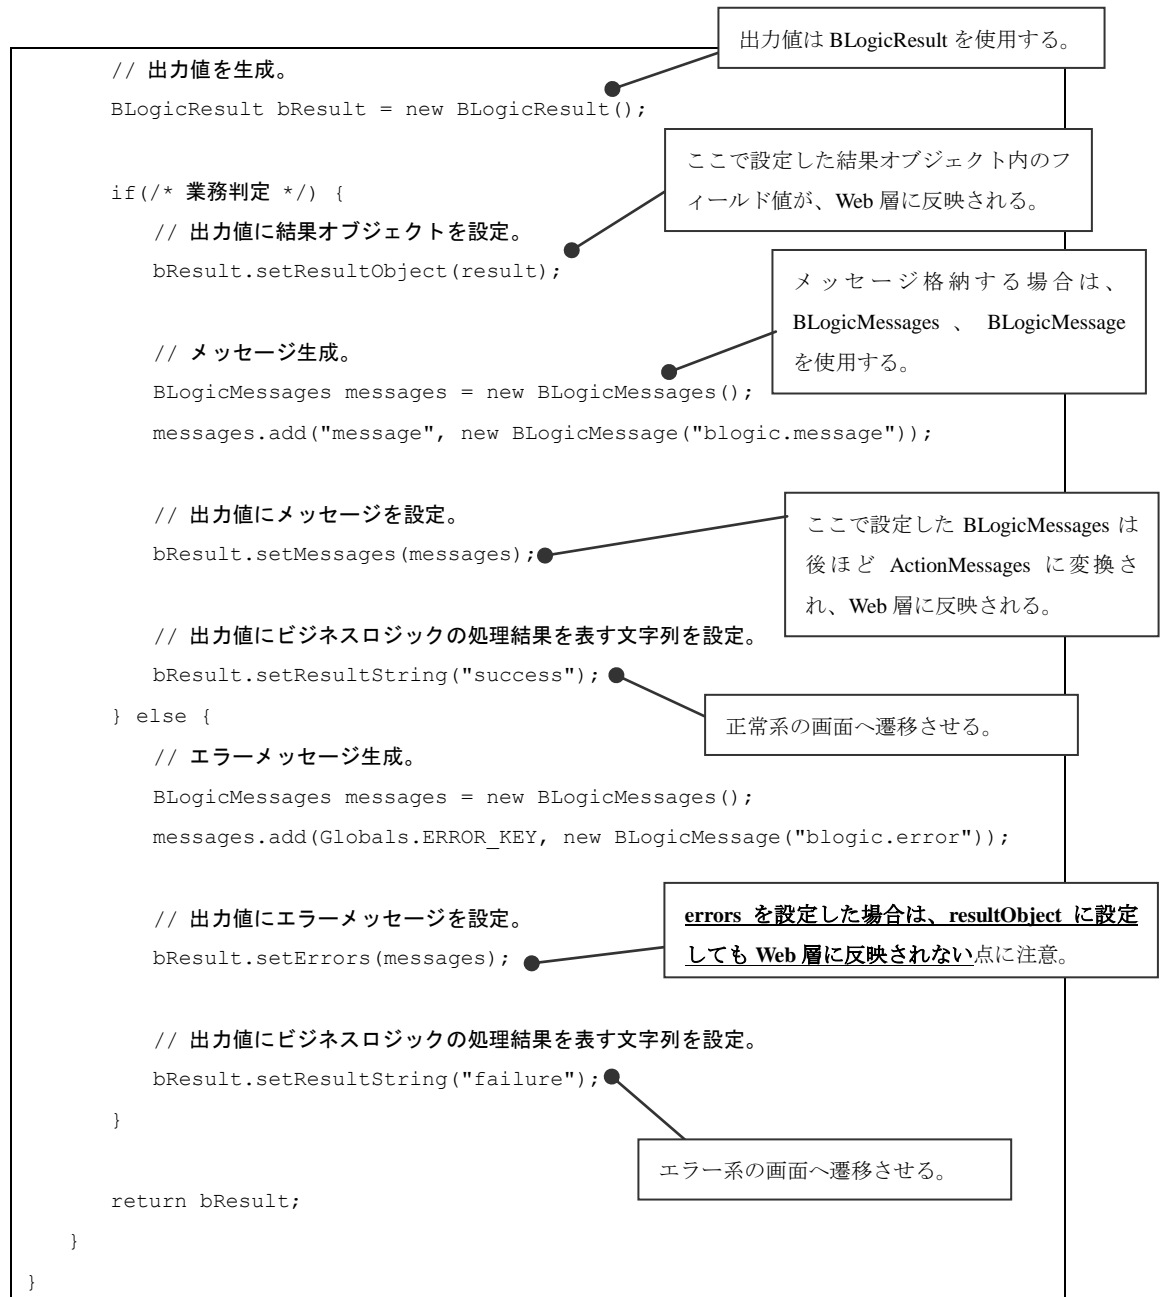 出力値は BLogicResult を使用する。
// 出力値を生成。
BLogicResult bResult = new BLogicResult();
ここで設定した結果オブジェクト内のフ
ィールド値が、Web 層に反映される。
if(/* 業務判定 */) {
// 出力値に結果オブジェクトを設定。
bResult.setResultObject(result);
メッセージ格納する場合は、
BLogicMessages 、 BLogicMessage
を使用する。
// メッセージ生成。
BLogicMessages messages = new BLogicMessages();
messages.add("message", new BLogicMessage("blogic.message"));
// 出力値にメッセージを設定。
bResult.setMessages(messages);
ここで設定した BLogicMessages は
後ほど ActionMessages に変換さ
れ、Web 層に反映される。
// 出力値にビジネスロジックの処理結果を表す文字列を設定。
bResult.setResultString("success");
正常系の画面へ遷移させる。
} else {
// エラーメッセージ生成。
BLogicMessages messages = new BLogicMessages();
messages.add(Globals.ERROR_KEY, new BLogicMessage("blogic.error"));
// 出力値にエラーメッセージを設定。
bResult.setErrors(messages);
errors を設定した場合は、resultObject に設定
しても Web 層に反映されない点に注意。
// 出力値にビジネスロジックの処理結果を表す文字列を設定。
bResult.setResultString("failure");
}
エラー系の画面へ遷移させる。
return bResult;
}
}